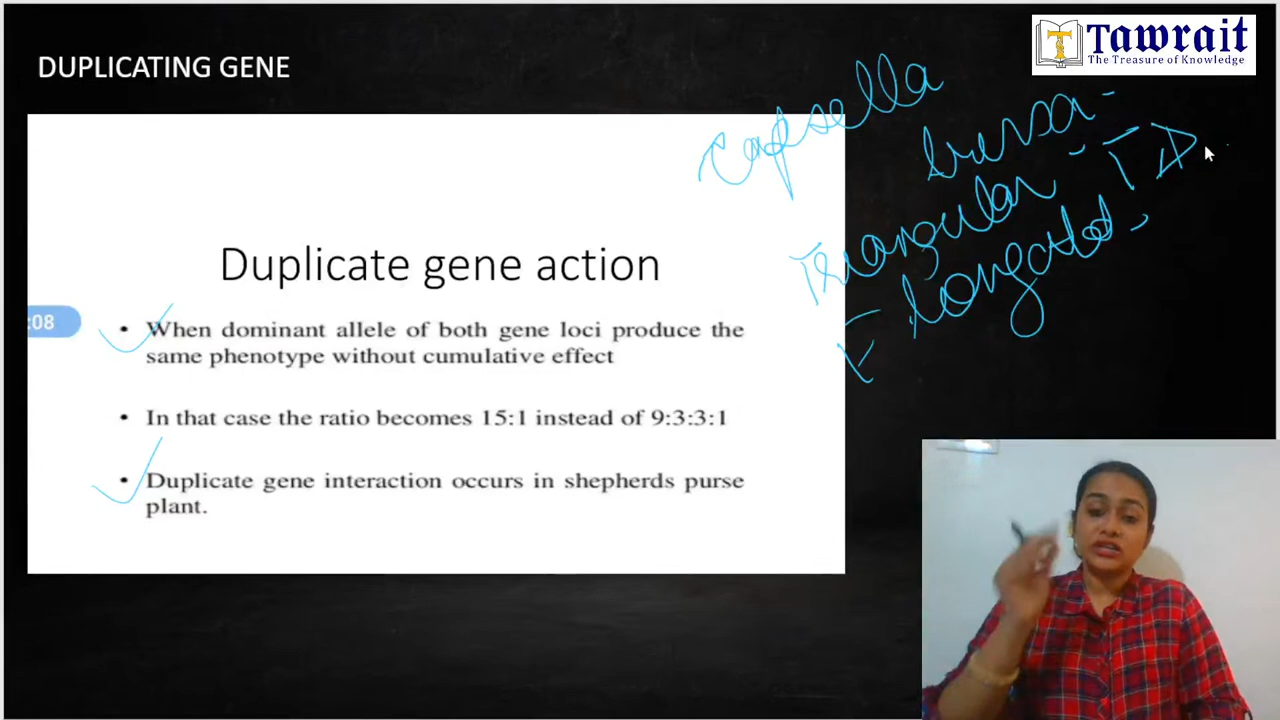 DUPLICATING GENE
Tawrait
The Treasure of Knowledge
Capsella
bursa-
Triangular - T D
Elongated -
Duplicate gene action
:08
• When dominant allele of both gene loci produce the
same phenotype without cumulative effect
• In that case the ratio becomes 15:1 instead of 9:3:3:1
• Duplicate gene interaction occurs in shepherds purse
plant.